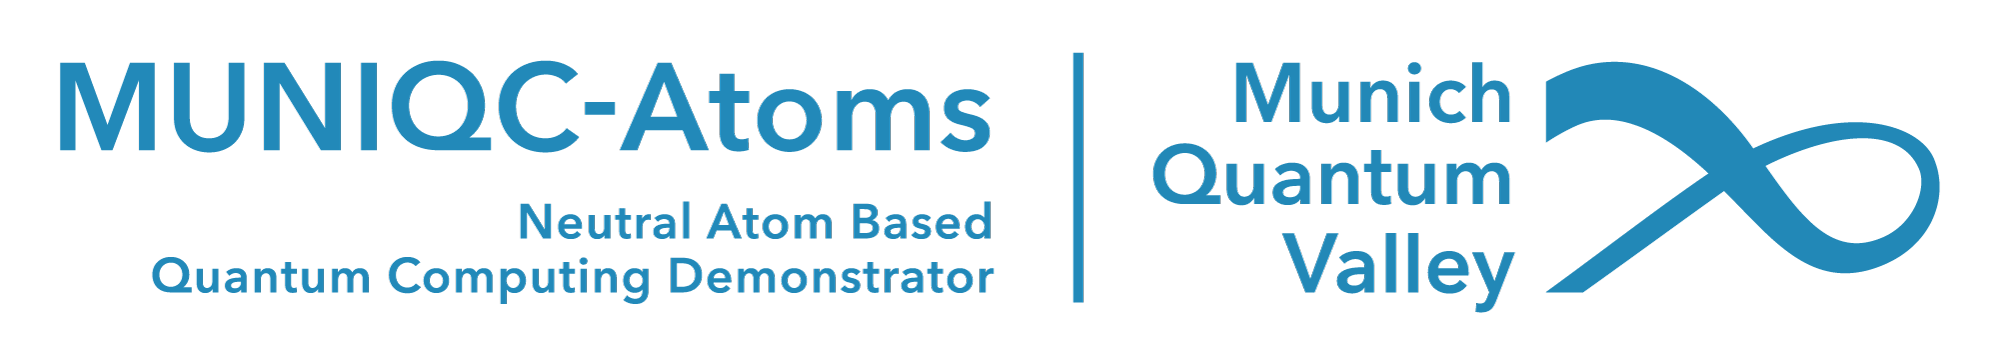 MUNIQC-Atoms
Neutral Atom Based
Quantum Computing Demonstrator
Munich
Quantum
Valley